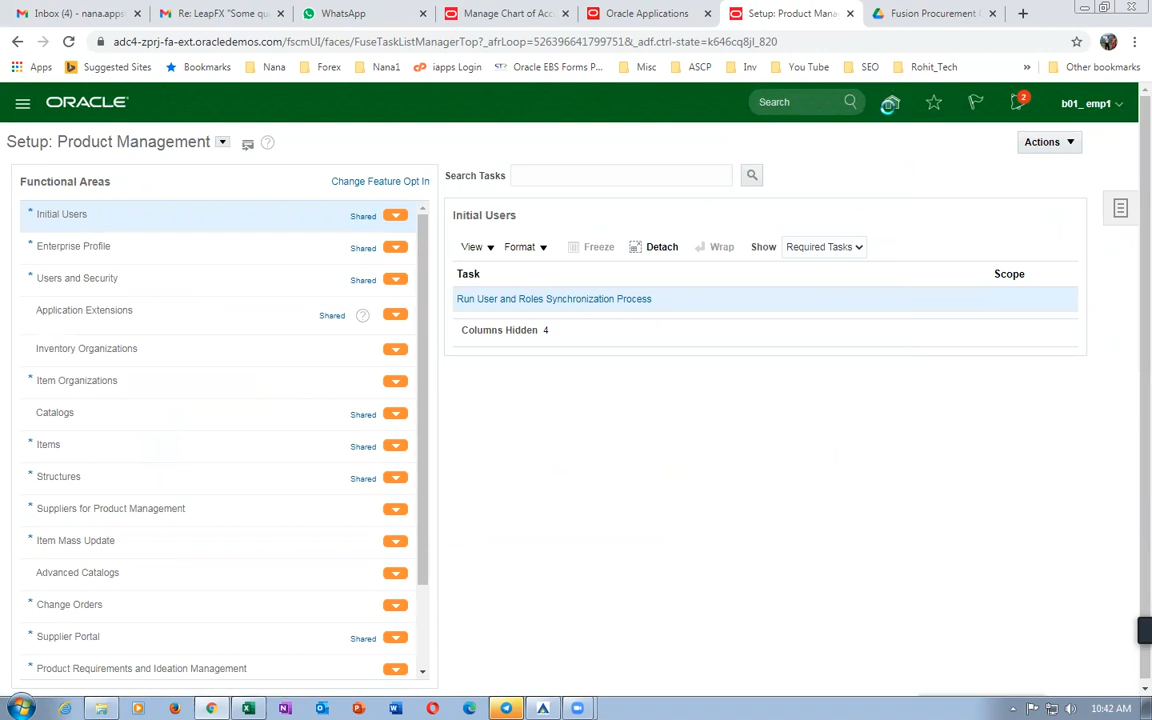 Inbox (4) - nana.apps
Re: LeapFX "Some qu
WhatsApp
Manage Chart of Acc
Oracle Applications
Setup: Product Mana
Fusion Procurement
adc4-zprj-fa-ext.oracledemos.com/fscmUI/faces/FuseTaskListManagerTop?_afrLoop=52639664179975​1&_adf.ctrl-state=k646cq8jl_820
Apps
Suggested Sites
Bookmarks
Nana
Forex
Nana1
iapps Login
Oracle EBS Forms P...
Misc
ASCP
Inv
You Tube
SEO
Rohit_Tech
»
Other bookmarks
ORACLE
Search
2
b01_ emp1
Setup: Product Management
Actions
Functional Areas
Change Feature Opt In
Search Tasks
* Initial Users Shared
* Enterprise Profile Shared
* Users and Security Shared
Application Extensions Shared
Inventory Organizations
* Item Organizations
Catalogs Shared
* Items Shared
* Structures Shared
* Suppliers for Product Management
* Item Mass Update
Advanced Catalogs
* Change Orders
* Supplier Portal Shared
* Product Requirements and Ideation Management
Initial Users
View Format Freeze Detach Wrap Show Required Tasks
Task Scope
Run User and Roles Synchronization Process
Columns Hidden 4
10:42 AM